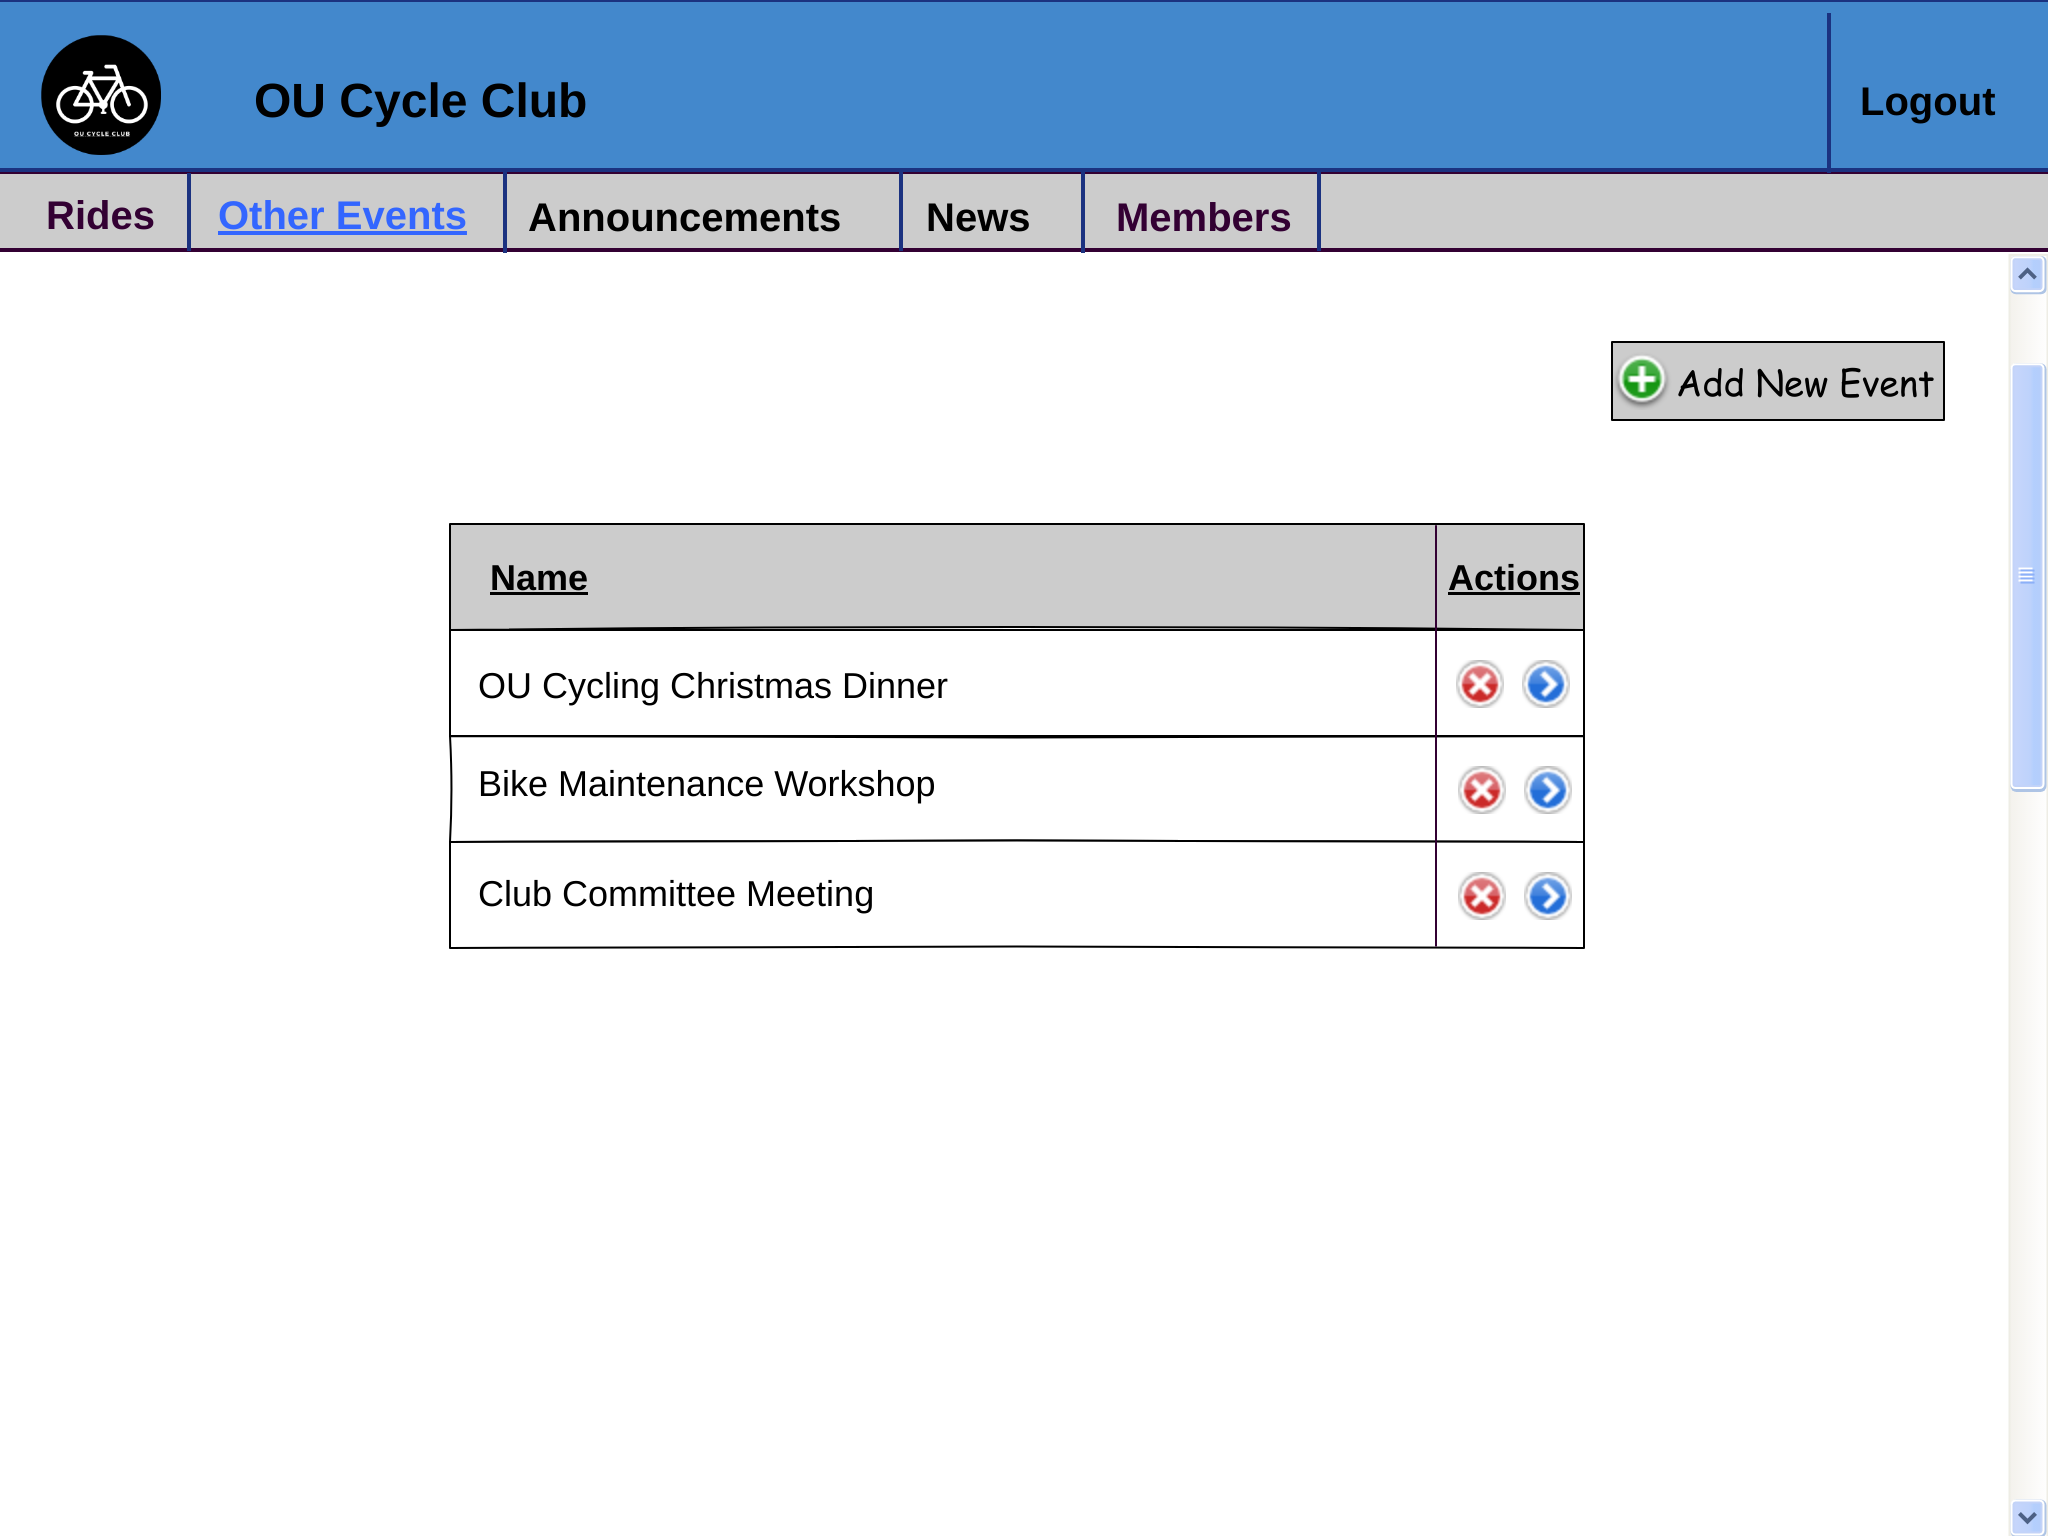 OU Cycle Club
Logout
OU CYCLE CLUB
Rides
Other Events
Announcements
News
Members
Add New Event
Name
Actions
OU Cycling Christmas Dinner
Bike Maintenance Workshop
Club Committee Meeting